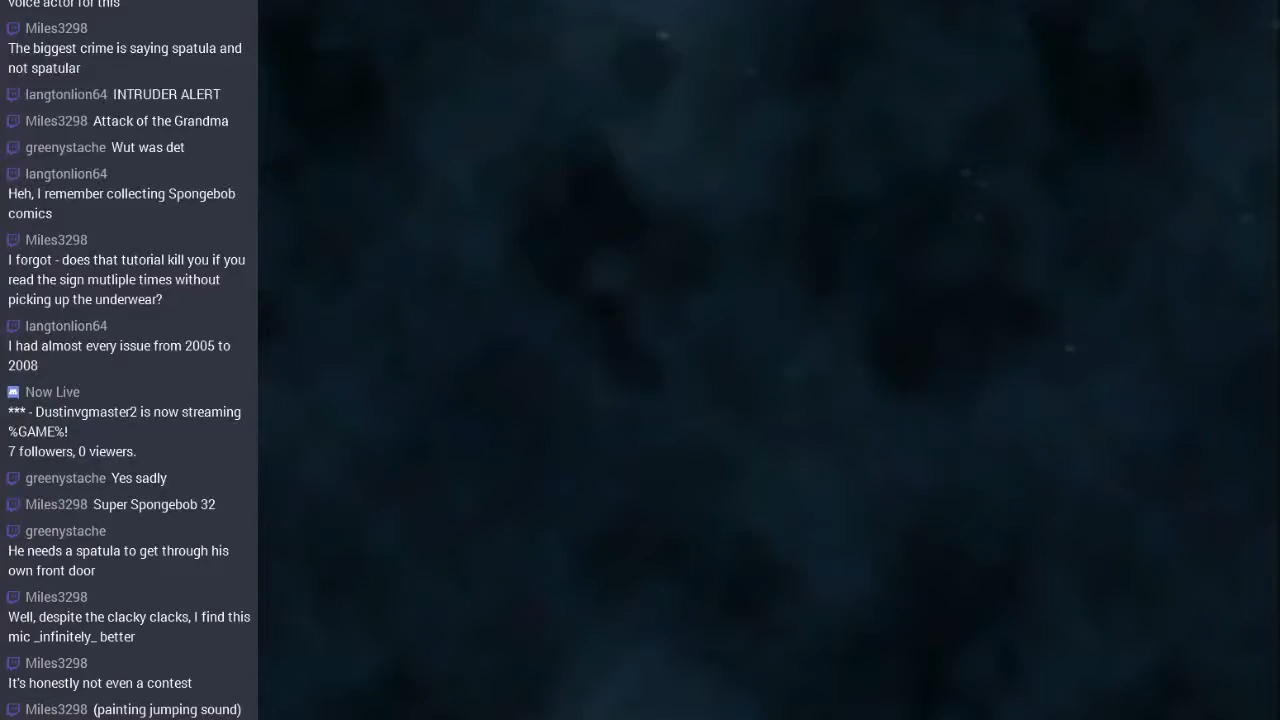 voice actor for this
Miles3298
The biggest crime is saying spatula and
not spatular
langtonlion64 INTRUDER ALERT
Miles3298 Attack of the Grandma
greenystache Wut was det
langtonlion64
Heh, I remember collecting Spongebob
comics
Miles3298
I forgot - does that tutorial kill you if you
read the sign mutliple times without
picking up the underwear?
langtonlion64
I had almost every issue from 2005 to
2008
Now Live
*** - Dustinvgmaster2 is now streaming
%GAME%!
7 followers, 0 viewers.
greenystache Yes sadly
Miles3298 Super Spongebob 32
greenystache
He needs a spatula to get through his
own front door
Miles3298
Well, despite the clacky clacks, I find this
mic _infinitely_ better
Miles3298
It's honestly not even a contest
Miles3298 (painting jumping sound)